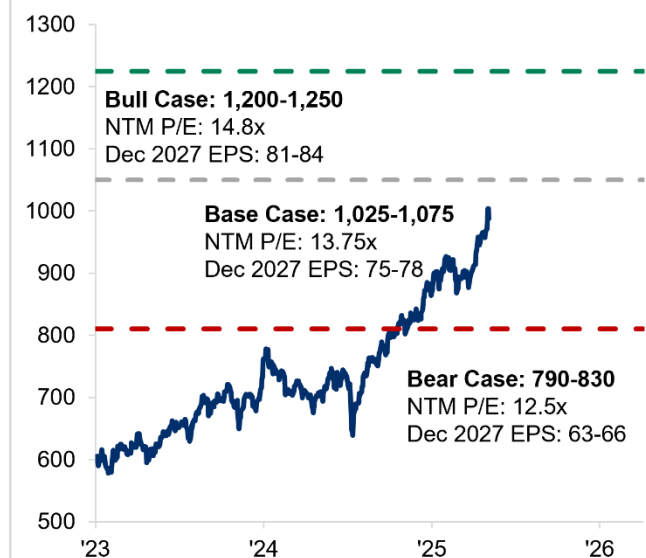 1300
1200
Bull Case: 1,200-1,250
NTM P/E: 14.8x
Dec 2027 EPS: 81-84
1100
1000
Base Case: 1,025-1,075
NTM P/E: 13.75x
Dec 2027 EPS: 75-78
900
800
700
Bear Case: 790-830
NTM P/E: 12.5x
Dec 2027 EPS: 63-66
600
500
'23 '24 '25 '26